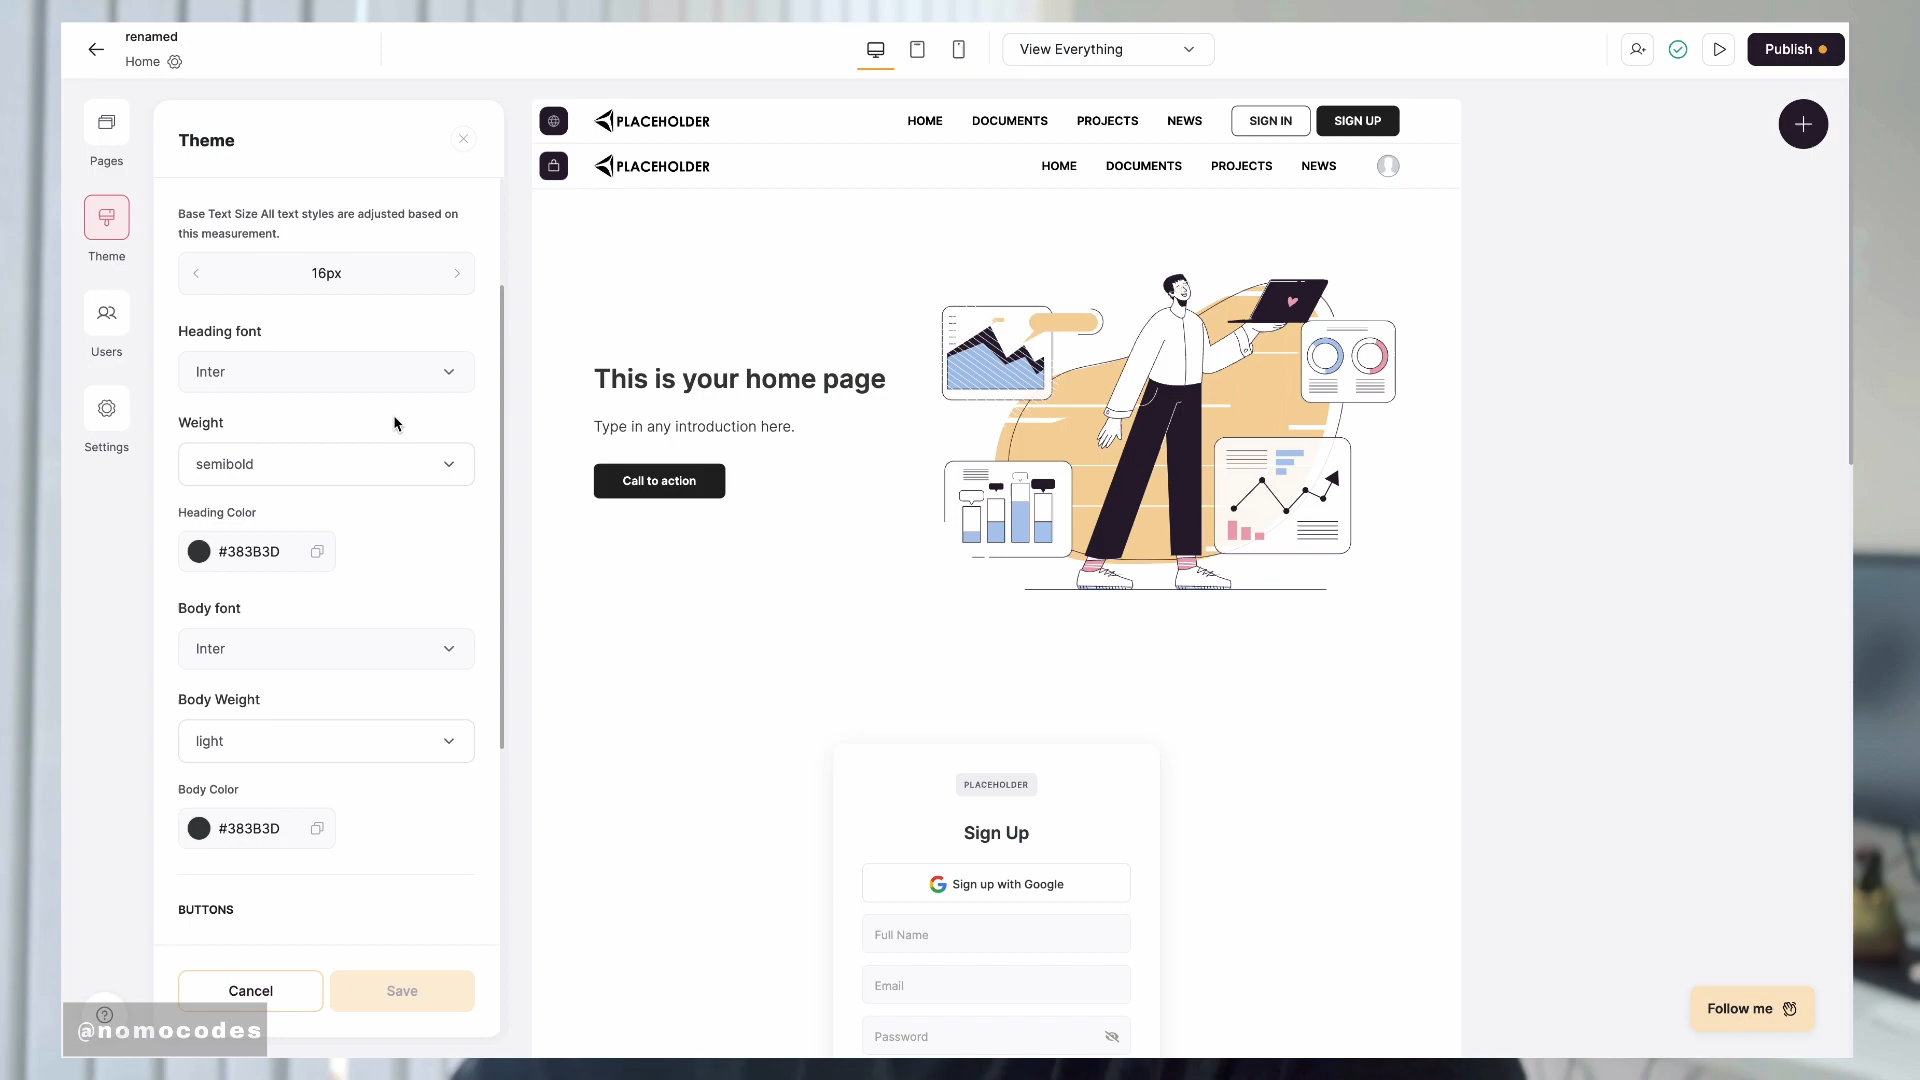 renamed
Home
View Everything
Publish
Pages
Theme
Users
Settings
Theme
Base Text Size All text styles are adjusted based on
this measurement.
16px
Heading font
Inter
Weight
semibold
Heading Color
#383B3D
Body font
Inter
Body Weight
light
Body Color
#383B3D
BUTTONS
Cancel
Save
@nomocodes
PLACEHOLDER
HOME DOCUMENTS PROJECTS NEWS SIGN IN SIGN UP
PLACEHOLDER
HOME DOCUMENTS PROJECTS NEWS
This is your home page
Type in any introduction here.
Call to action
PLACEHOLDER
Sign Up
Sign up with Google
Full Name
Email
Password
Follow me